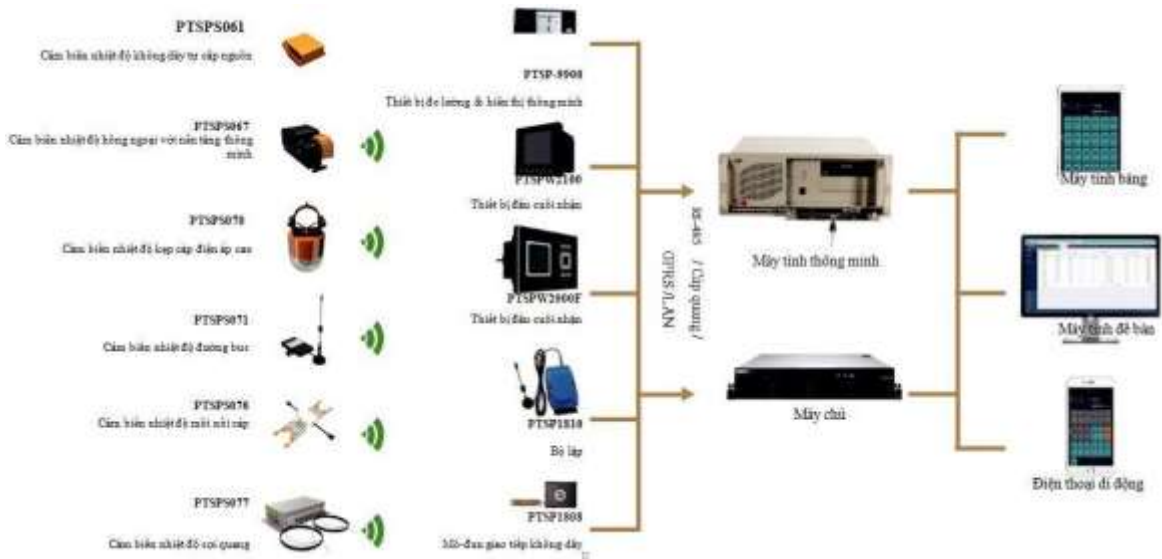 PTSPS061
Cảm biến nhiệt độ không dây tự cấp nguồn
PTSPS067
Cảm biến nhiệt độ hồng ngoại với nền tảng thông
minh
PTSPS070
Cảm biến nhiệt độ kẹp cáp điện áp cao
PTSPS071
Cảm biến nhiệt độ đường bus
PTSPS076
Cảm biến nhiệt độ mối nối cáp
PTSPS077
Cảm biến nhiệt độ sợi quang
PTSP-9900
Thiết bị đo lường & hiển thị thông minh
PTSPW2100
Thiết bị đầu cuối nhận
PTSPW2000F
Thiết bị đầu cuối nhận
PTSP1810
Bộ lặp
PTSP1808
Mô-đun giao tiếp không dây
RS-485 / Cáp quang /
GPRS /LAN
Máy tính thông minh
Máy chủ
Máy tính bảng
Máy tính để bàn
Điện thoại di động